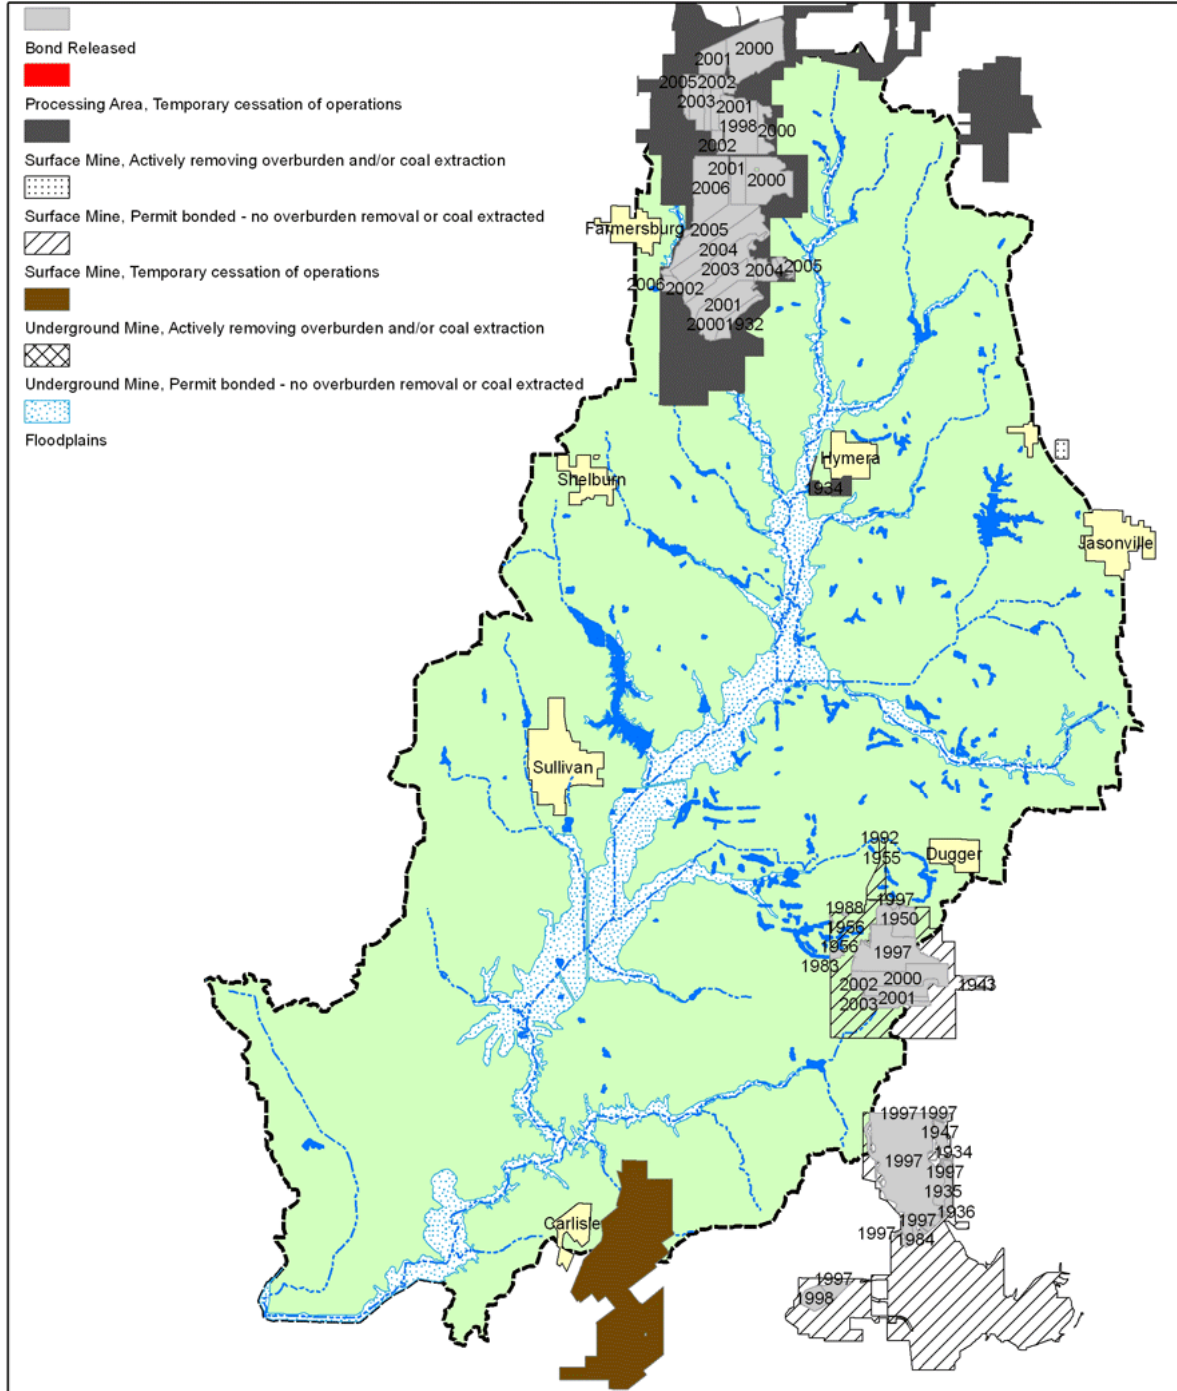 Bond Released
Processing Area, Temporary cessation of operations
Surface Mine, Actively removing overburden and/or coal extraction
Surface Mine, Permit bonded - no overburden removal or coal extracted
Surface Mine, Temporary cessation of operations
Underground Mine, Actively removing overburden and/or coal extraction
Underground Mine, Permit bonded - no overburden removal or coal extracted
Floodplains
2000
2001
2005 2002
2003 2001
1998 2000
2002
2001
2006 2000
Farmersburg 2005
2004
2003 2004 2005
2006 2002
2001
2000 1932
Hymera
Shelburn 1934
Jasonville
Sullivan
1992
1955 Dugger
1997
1988 1950
1956
1956 1997
1983
2002 2000 1943
2003 2001
1997 1997
1947
1934
1997 1997
1935
1936
Carlisle 1997
1997 1984
1997
1998